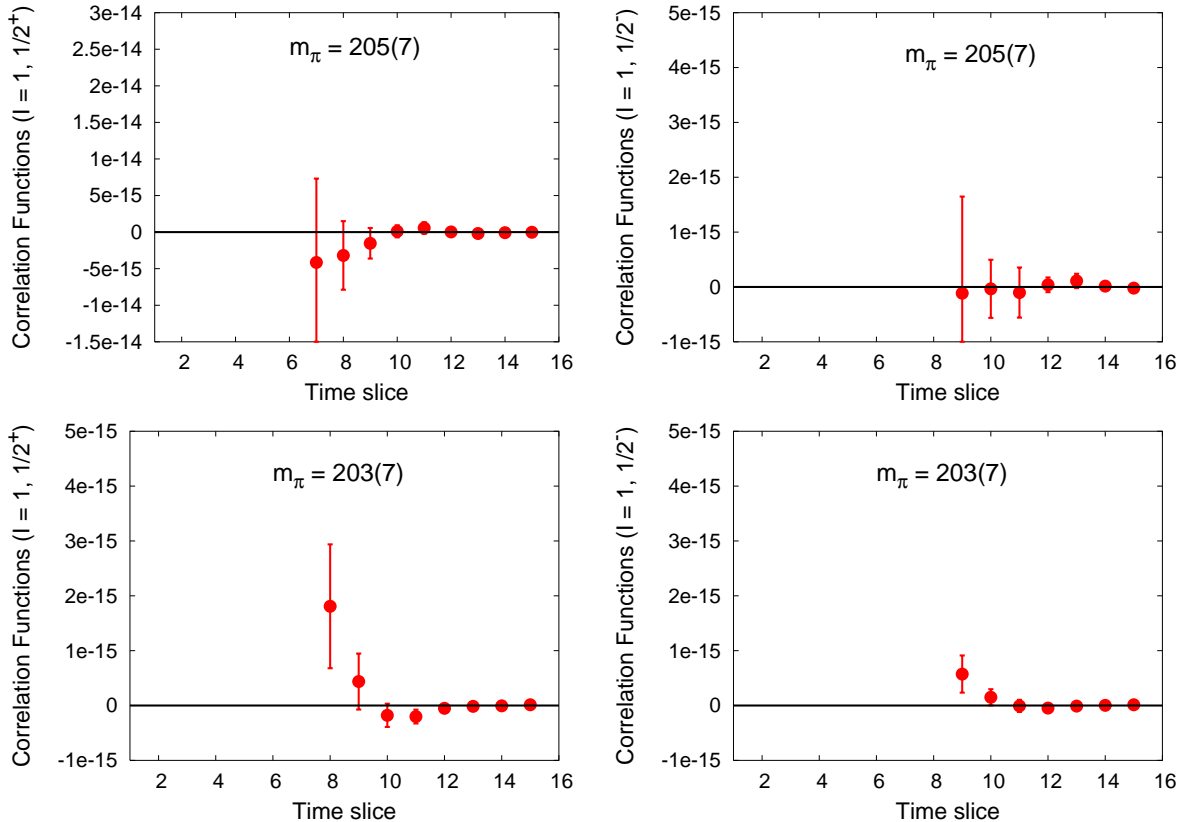 Correlation Functions (I = 1, 1/2+)
3e-14
2.5e-14
2e-14
1.5e-14
1e-14
5e-15
0
-5e-15
-1e-14
-1.5e-14
mπ = 205(7)
2 4 6 8 10 12 14 16
Time slice
Correlation Functions (I = 1, 1/2-)
5e-15
4e-15
3e-15
2e-15
1e-15
0
-1e-15
mπ = 205(7)
2 4 6 8 10 12 14 16
Time slice
Correlation Functions (I = 1, 1/2+)
5e-15
4e-15
3e-15
2e-15
1e-15
0
-1e-15
mπ = 203(7)
2 4 6 8 10 12 14 16
Time slice
Correlation Functions (I = 1, 1/2-)
5e-15
4e-15
3e-15
2e-15
1e-15
0
-1e-15
mπ = 203(7)
2 4 6 8 10 12 14 16
Time slice